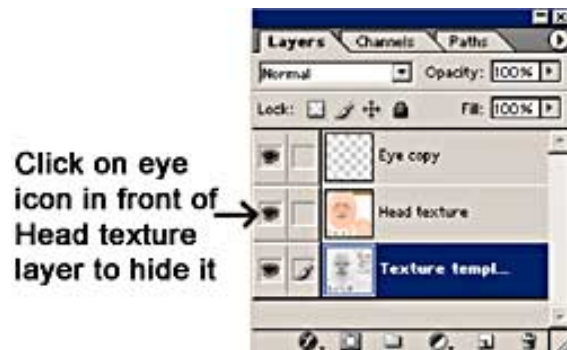 Layers Channels Paths
Normal Opacity: 100%
Lock: Fill: 100%
Eye copy
Head texture
Texture templ...
Click on eye
icon in front of
Head texture
layer to hide it